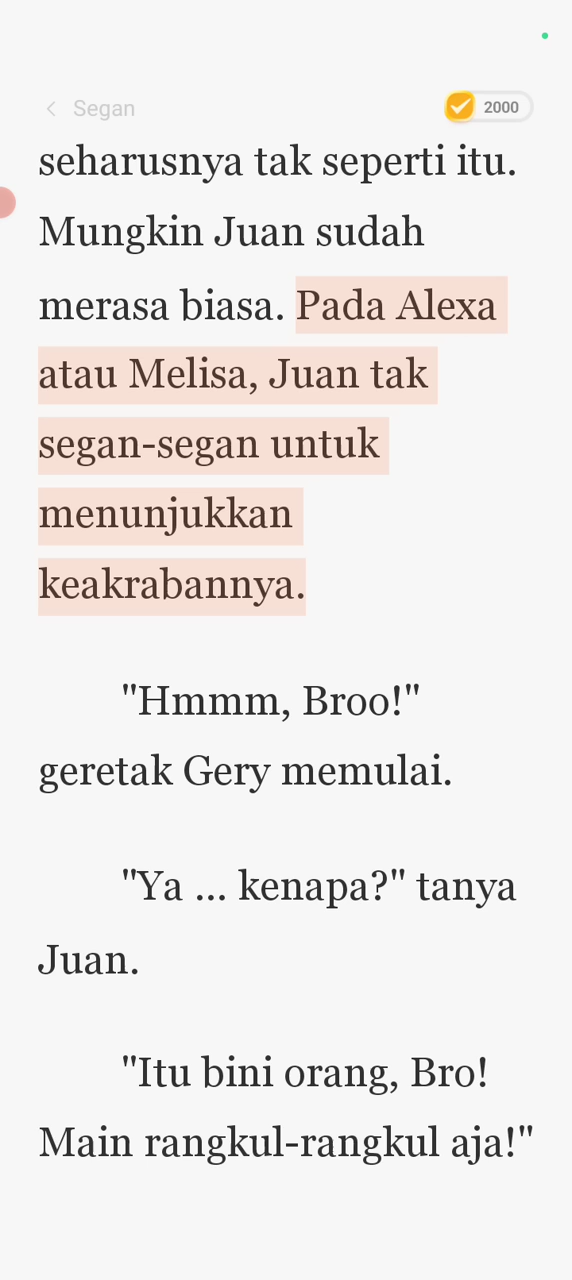 Segan
2000
seharusnya tak seperti itu.
Mungkin Juan sudah
merasa biasa. Pada Alexa
atau Melisa, Juan tak
segan-segan untuk
menunjukkan
keakrabannya.
"Hmmm, Broo!"
geretak Gery memulai.
"Ya ... kenapa?" tanya
Juan.
"Itu bini orang, Bro!
Main rangkul-rangkul aja!"